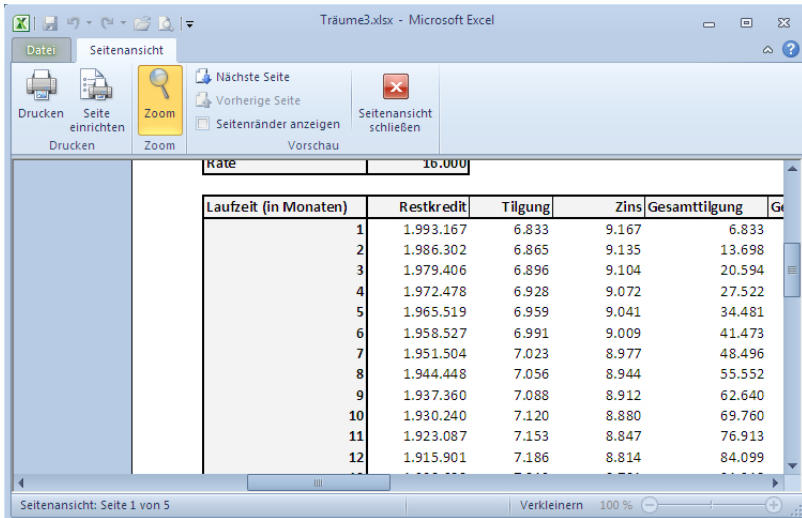 Träume3.xlsx - Microsoft Excel
Datei Seitenansicht
Drucken
Seite einrichten
Zoom
Nächste Seite
Vorherige Seite
Seitenränder anzeigen
Seitenansicht schließen
Drucken Zoom Vorschau
Rate 16.000
Laufzeit (in Monaten) Restkredit Tilgung Zins Gesamttilgung Ge
1 1.993.167 6.833 9.167 6.833
2 1.986.302 6.865 9.135 13.698
3 1.979.406 6.896 9.104 20.594
4 1.972.478 6.928 9.072 27.522
5 1.965.519 6.959 9.041 34.481
6 1.958.527 6.991 9.009 41.473
7 1.951.504 7.023 8.977 48.496
8 1.944.448 7.056 8.944 55.552
9 1.937.360 7.088 8.912 62.640
10 1.930.240 7.120 8.880 69.760
11 1.923.087 7.153 8.847 76.913
12 1.915.901 7.186 8.814 84.099
Seitenansicht: Seite 1 von 5 Verkleinern 100 %